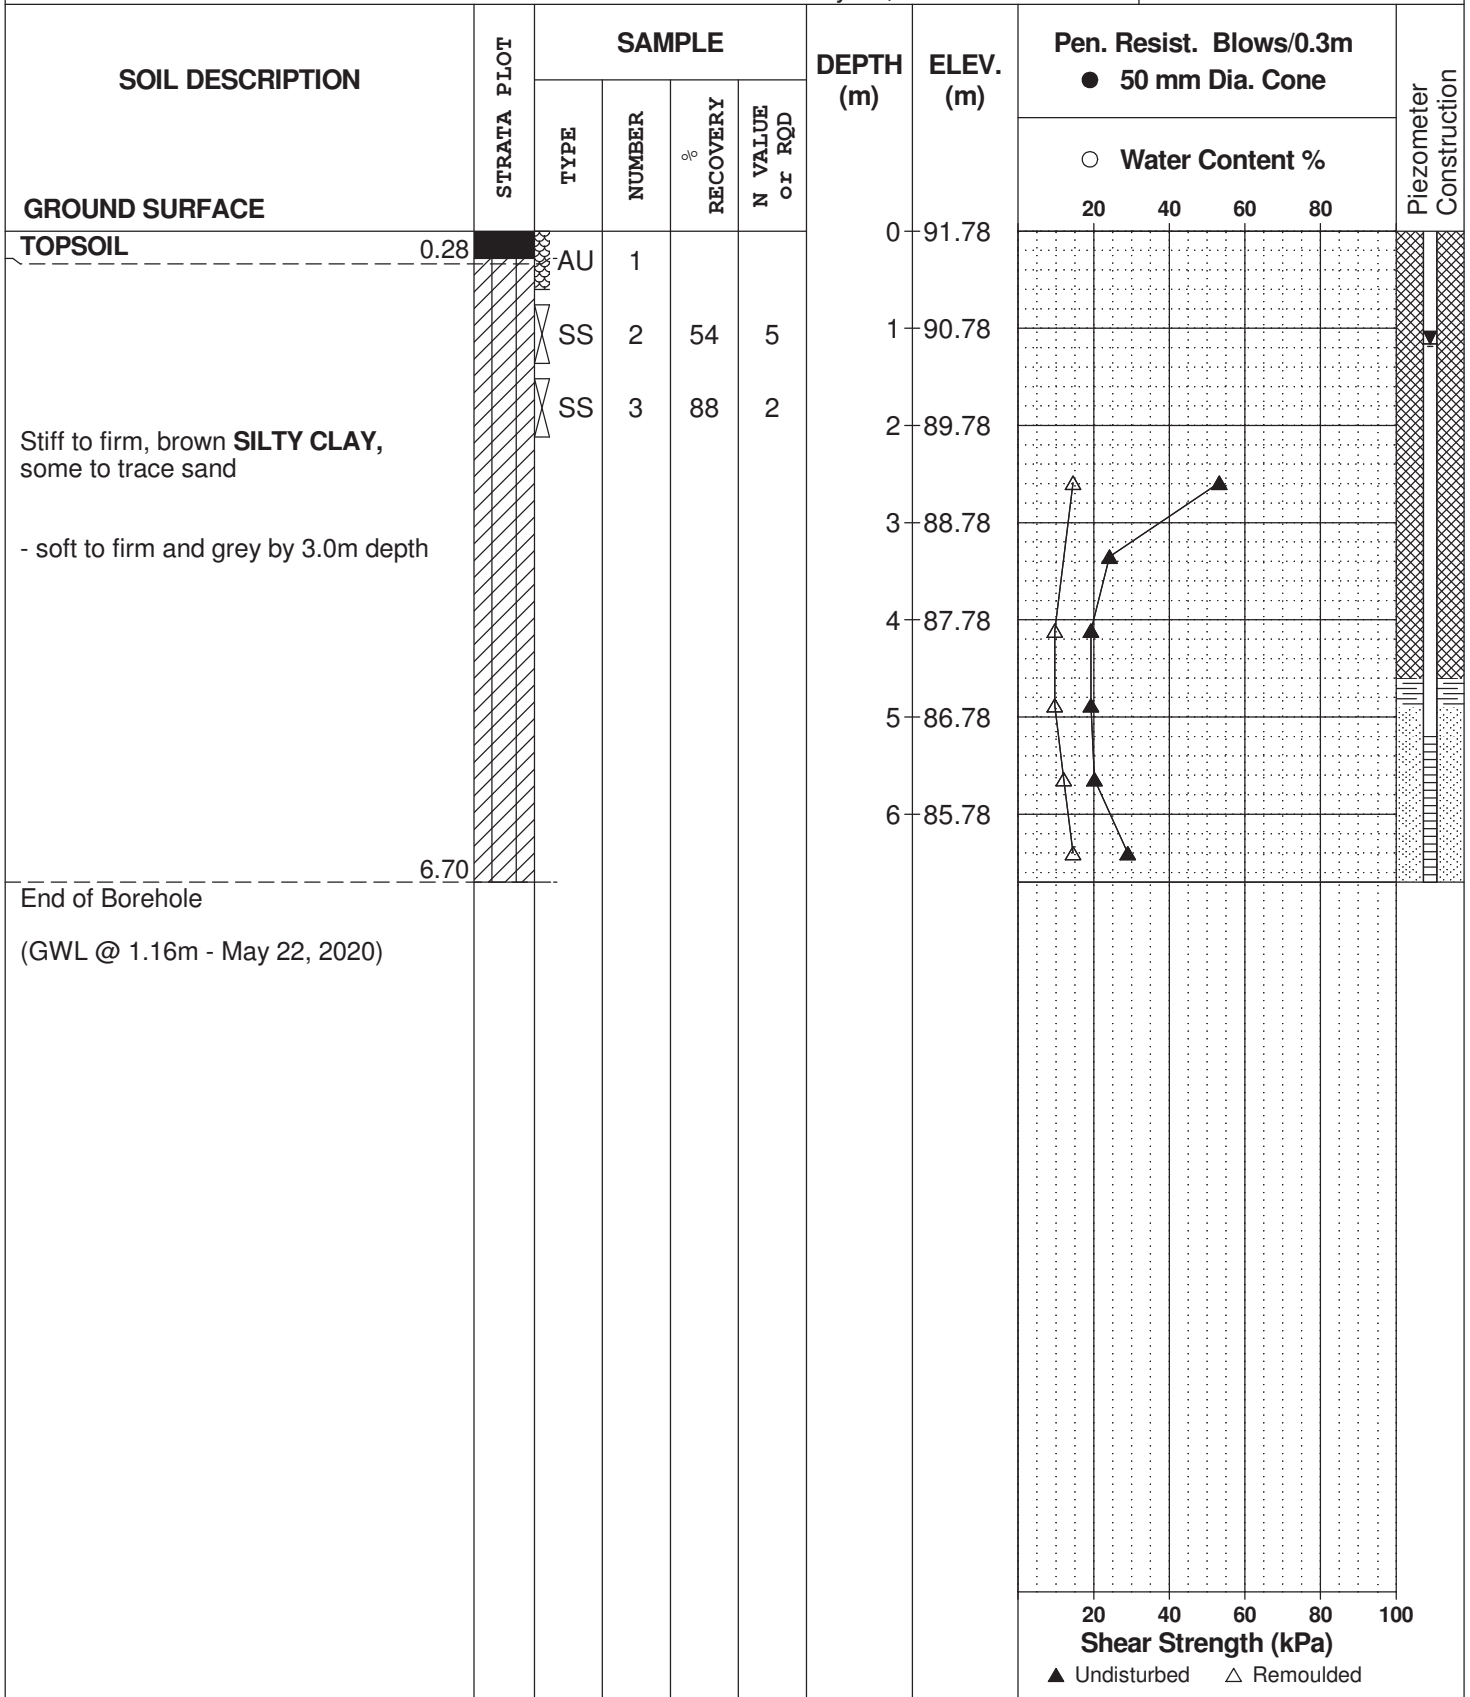 SOIL DESCRIPTION
GROUND SURFACE
STRATA PLOT
SAMPLE
TYPE
NUMBER
%
RECOVERY
N VALUE
or RQD
DEPTH
(m)
ELEV.
(m)
Pen. Resist. Blows/0.3m
● 50 mm Dia. Cone
○ Water Content %
20 40 60 80
Piezometer
Construction
TOPSOIL 0.28
AU 1
SS 2 54 5
SS 3 88 2
0 91.78
1 90.78
2 89.78
3 88.78
4 87.78
5 86.78
6 85.78
Stiff to firm, brown SILTY CLAY,
some to trace sand
- soft to firm and grey by 3.0m depth
6.70
End of Borehole
(GWL @ 1.16m - May 22, 2020)
20 40 60 80 100
Shear Strength (kPa)
▲ Undisturbed △ Remoulded